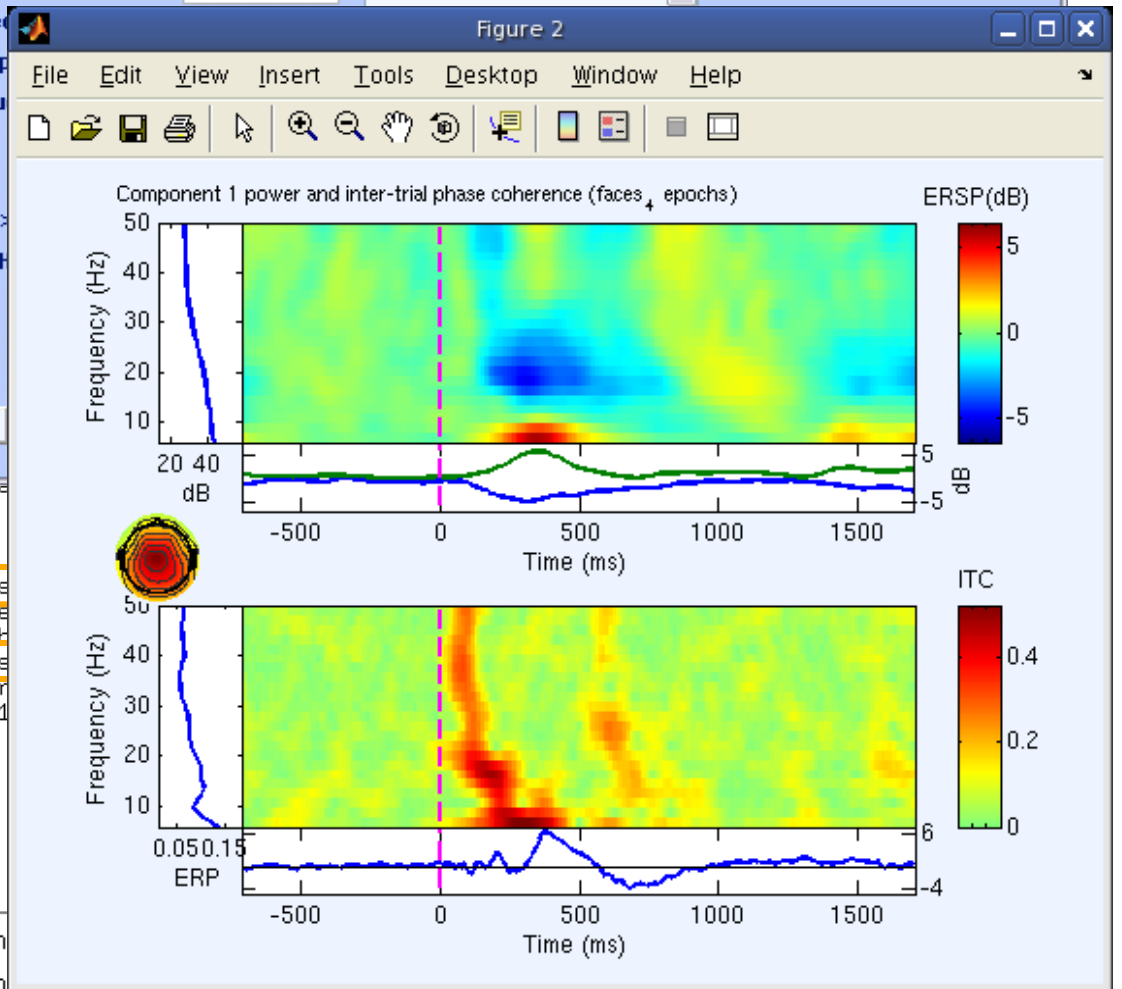 Figure 2
File Edit View Insert Tools Desktop Window Help
Component 1 power and inter-trial phase coherence (faces4 epochs)
ERSP(dB)
Frequency (Hz)
50
40
30
20
10
5
0
-5
20 40
dB
5
-5
dB
-500 0 500 1000 1500
Time (ms)
ITC
Frequency (Hz)
50
40
30
20
10
0.4
0.2
0
0.05 0.15
ERP
6
-4
-500 0 500 1000 1500
Time (ms)